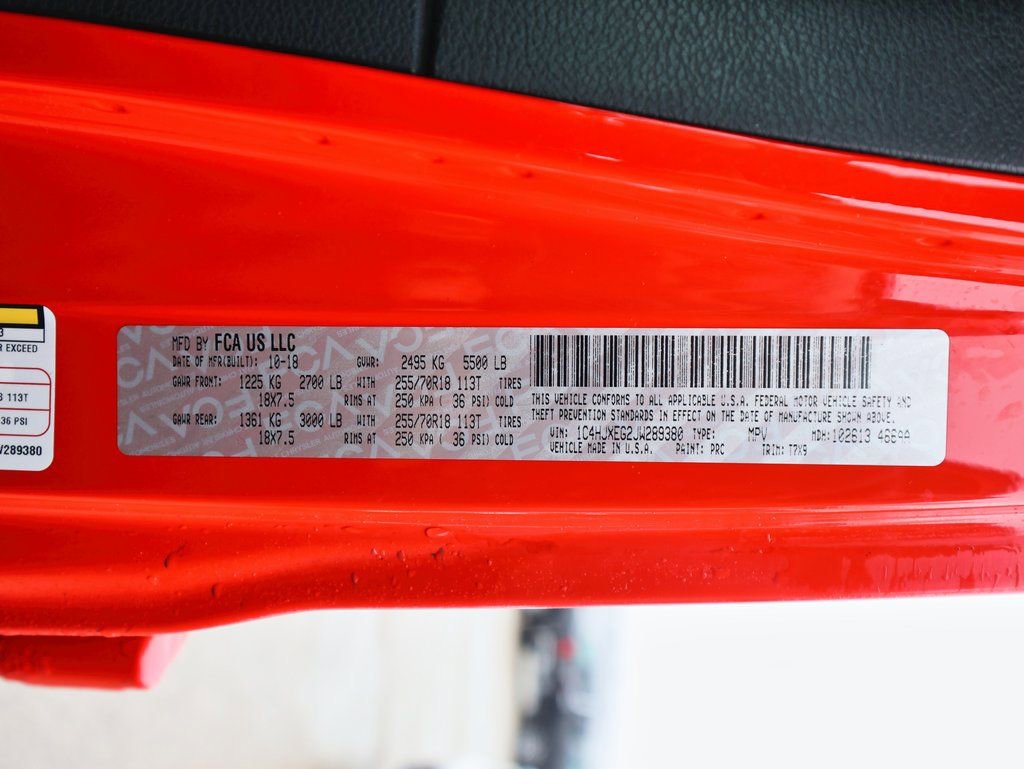 3
R EXCEED
8 113T
36 PSI
W289380
MFD BY FCA US LLC
DATE OF MFR(BUILT): 10-18 GVWR: 2495 KG 5500 LB
GAWR FRONT: 1225 KG 2700 LB WITH 255/70R18 113T TIRES
18X7.5 RIMS AT 250 KPA ( 36 PSI) COLD
GAWR REAR: 1361 KG 3000 LB WITH 255/70R18 113T TIRES
18X7.5 RIMS AT 250 KPA ( 36 PSI) COLD
THIS VEHICLE CONFORMS TO ALL APPLICABLE U.S.A. FEDERAL MOTOR VEHICLE SAFETY AND
THEFT PREVENTION STANDARDS IN EFFECT ON THE DATE OF MANUFACTURE SHOWN ABOVE.
VIN: 1C4HJXEG2JW289380 TYPE: MPV MDH: 102613 4669A
VEHICLE MADE IN U.S.A. PAINT: PRC TRIM: T7X9